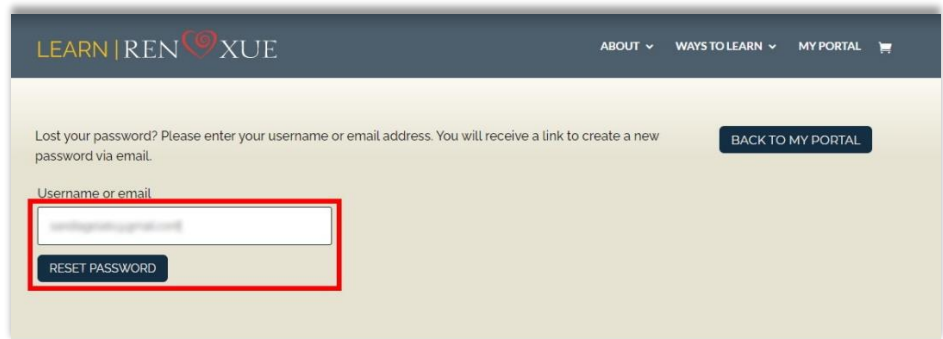 LEARN | REN XUE
ABOUT WAYS TO LEARN MY PORTAL
Lost your password? Please enter your username or email address. You will receive a link to create a new
password via email.
BACK TO MY PORTAL
Username or email
RESET PASSWORD